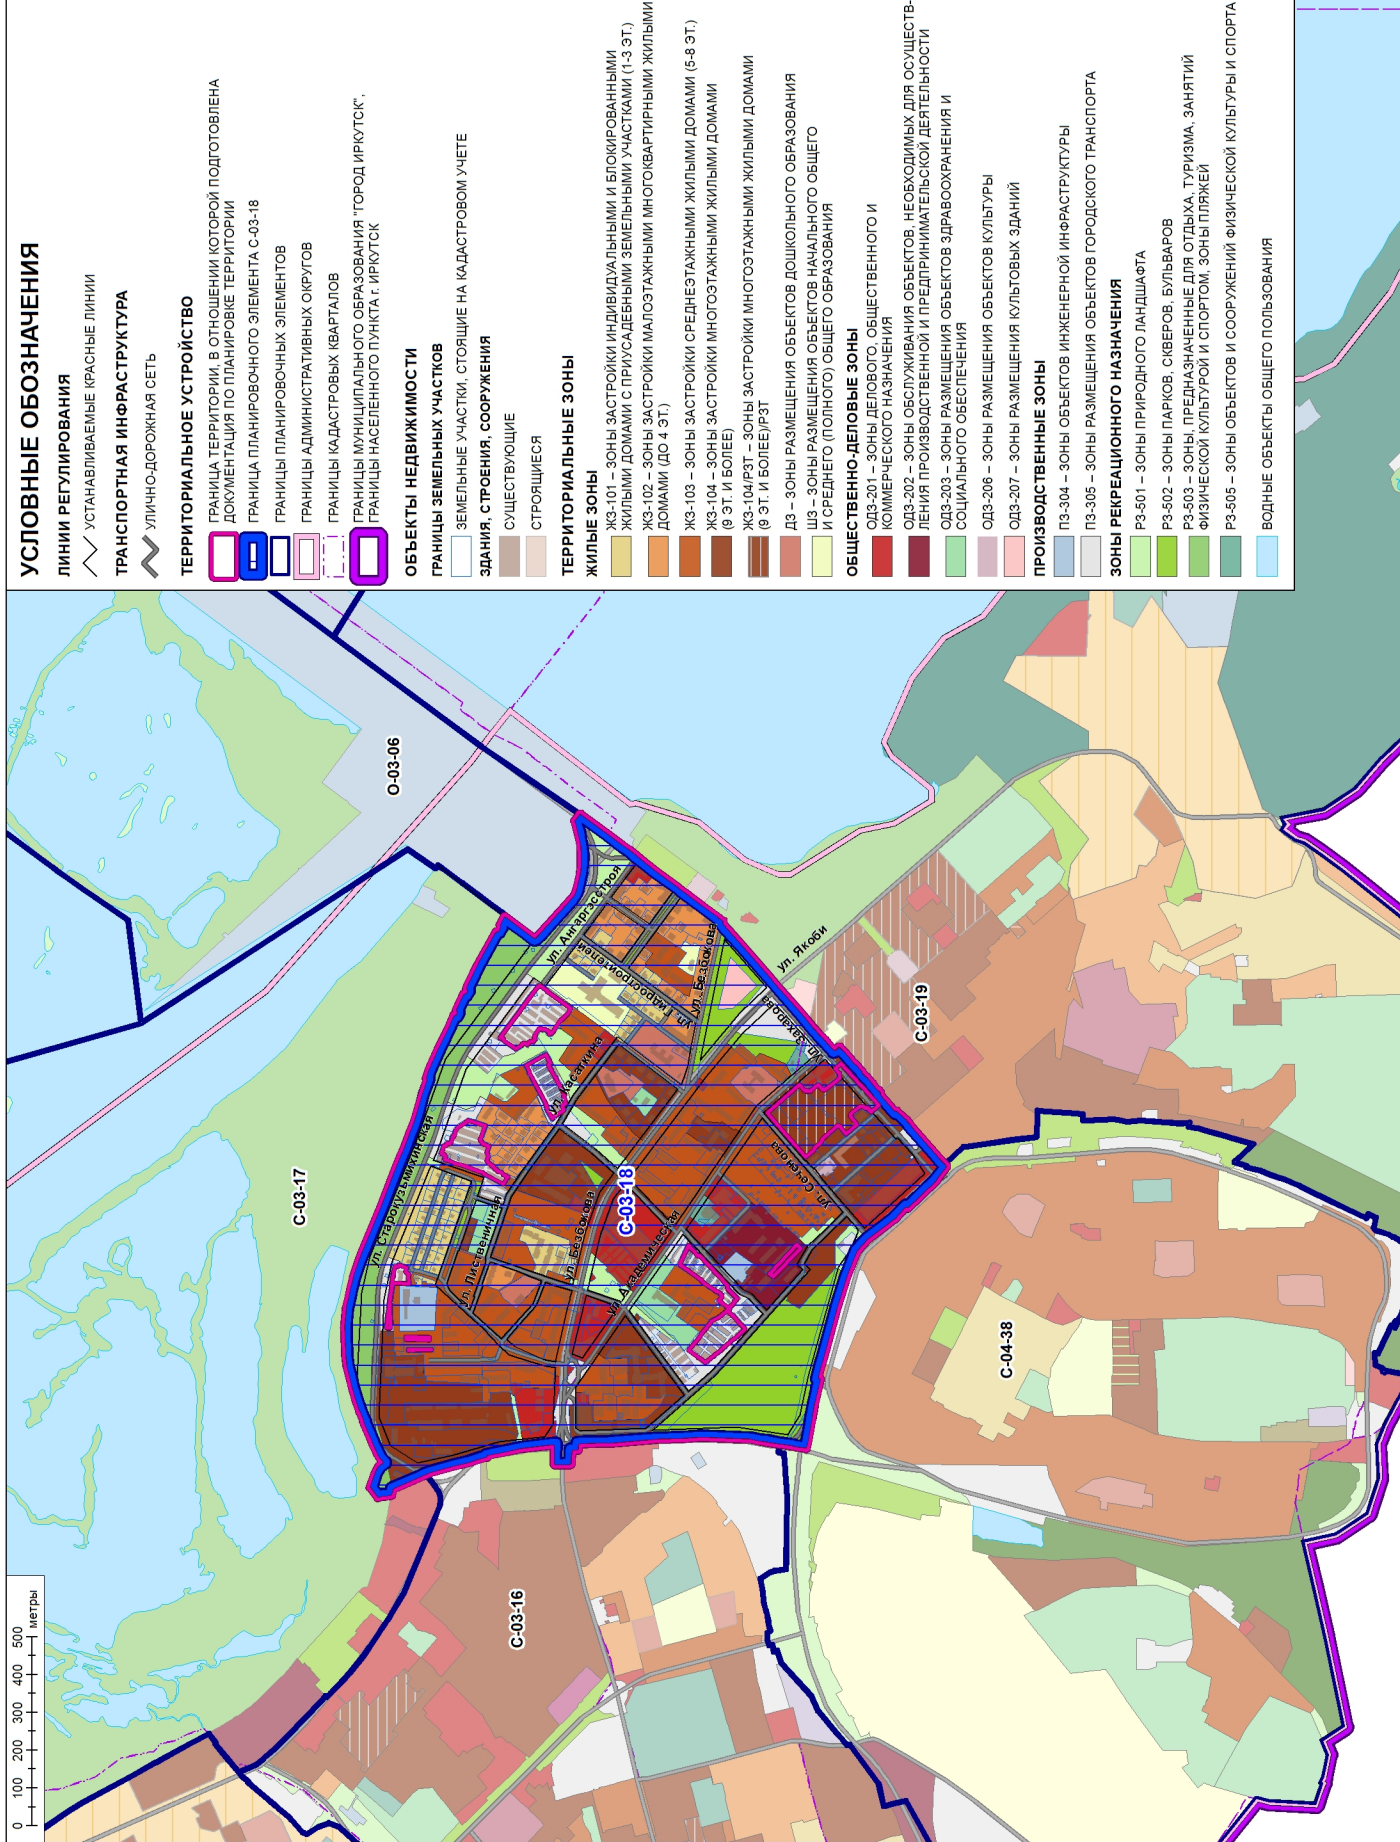 УСЛОВНЫЕ ОБОЗНАЧЕНИЯ
ЛИНИИ РЕГУЛИРОВАНИЯ
УСТАНАВЛИВАЕМЫЕ КРАСНЫЕ ЛИНИИ
ТРАНСПОРТНАЯ ИНФРАСТРУКТУРА
УЛИЧНО-ДОРОЖНАЯ СЕТЬ
ТЕРРИТОРИАЛЬНОЕ УСТРОЙСТВО
ГРАНИЦА ТЕРРИТОРИИ, В ОТНОШЕНИИ КОТОРОЙ ПОДГОТОВЛЕНА
ДОКУМЕНТАЦИЯ ПО ПЛАНИРОВКЕ ТЕРРИТОРИИ
ГРАНИЦА ПЛАНИРОВОЧНОГО ЭЛЕМЕНТА С-03-18
ГРАНИЦЫ ПЛАНИРОВОЧНЫХ ЭЛЕМЕНТОВ
ГРАНИЦЫ АДМИНИСТРАТИВНЫХ ОКРУГОВ
ГРАНИЦЫ КАДАСТРОВЫХ КВАРТАЛОВ
ГРАНИЦЫ МУНИЦИПАЛЬНОГО ОБРАЗОВАНИЯ "ГОРОД ИРКУТСК",
ГРАНИЦЫ НАСЕЛЕННОГО ПУНКТА г. ИРКУТСК
ОБЪЕКТЫ НЕДВИЖИМОСТИ
ГРАНИЦЫ ЗЕМЕЛЬНЫХ УЧАСТКОВ
ЗЕМЕЛЬНЫЕ УЧАСТКИ, СТОЯЩИЕ НА КАДАСТРОВОМ УЧЕТЕ
ЗДАНИЯ, СТРОЕНИЯ, СООРУЖЕНИЯ
СУЩЕСТВУЮЩИЕ
СТРОЯЩИЕСЯ
ТЕРРИТОРИАЛЬНЫЕ ЗОНЫ
ЖИЛЫЕ ЗОНЫ
ЖЗ-101 – ЗОНЫ ЗАСТРОЙКИ ИНДИВИДУАЛЬНЫМИ И БЛОКИРОВАННЫМИ
ЖИЛЫМИ ДОМАМИ С ПРИУСАДЕБНЫМИ ЗЕМЕЛЬНЫМИ УЧАСТКАМИ (1-3 ЭТ.)
ЖЗ-102 – ЗОНЫ ЗАСТРОЙКИ МАЛОЭТАЖНЫМИ МНОГОКВАРТИРНЫМИ ЖИЛЫМИ
ДОМАМИ (ДО 4 ЭТ.)
ЖЗ-103 – ЗОНЫ ЗАСТРОЙКИ СРЕДНЕЭТАЖНЫМИ ЖИЛЫМИ ДОМАМИ (5-8 ЭТ.)
ЖЗ-104 – ЗОНЫ ЗАСТРОЙКИ МНОГОЭТАЖНЫМИ ЖИЛЫМИ ДОМАМИ
(9 ЭТ. И БОЛЕЕ)
ЖЗ-104/РЗТ – ЗОНЫ ЗАСТРОЙКИ МНОГОЭТАЖНЫМИ ЖИЛЫМИ ДОМАМИ
(9 ЭТ. И БОЛЕЕ)/РЗТ
ДЗ – ЗОНЫ РАЗМЕЩЕНИЯ ОБЪЕКТОВ ДОШКОЛЬНОГО ОБРАЗОВАНИЯ
ШЗ – ЗОНЫ РАЗМЕЩЕНИЯ ОБЪЕКТОВ НАЧАЛЬНОГО ОБЩЕГО
И СРЕДНЕГО (ПОЛНОГО) ОБЩЕГО ОБРАЗОВАНИЯ
ОБЩЕСТВЕННО-ДЕЛОВЫЕ ЗОНЫ
ОДЗ-201 – ЗОНЫ ДЕЛОВОГО, ОБЩЕСТВЕННОГО И
КОММЕРЧЕСКОГО НАЗНАЧЕНИЯ
ОДЗ-202 – ЗОНЫ ОБСЛУЖИВАНИЯ ОБЪЕКТОВ, НЕОБХОДИМЫХ ДЛЯ ОСУЩЕСТВ-
ЛЕНИЯ ПРОИЗВОДСТВЕННОЙ И ПРЕДПРИНИМАТЕЛЬСКОЙ ДЕЯТЕЛЬНОСТИ
ОДЗ-203 – ЗОНЫ РАЗМЕЩЕНИЯ ОБЪЕКТОВ ЗДРАВООХРАНЕНИЯ И
СОЦИАЛЬНОГО ОБЕСПЕЧЕНИЯ
ОДЗ-206 – ЗОНЫ РАЗМЕЩЕНИЯ ОБЪЕКТОВ КУЛЬТУРЫ
ОДЗ-207 – ЗОНЫ РАЗМЕЩЕНИЯ КУЛЬТОВЫХ ЗДАНИЙ
ПРОИЗВОДСТВЕННЫЕ ЗОНЫ
ПЗ-304 – ЗОНЫ ОБЪЕКТОВ ИНЖЕНЕРНОЙ ИНФРАСТРУКТУРЫ
ПЗ-305 – ЗОНЫ РАЗМЕЩЕНИЯ ОБЪЕКТОВ ГОРОДСКОГО ТРАНСПОРТА
ЗОНЫ РЕКРЕАЦИОННОГО НАЗНАЧЕНИЯ
РЗ-501 – ЗОНЫ ПРИРОДНОГО ЛАНДШАФТА
РЗ-502 – ЗОНЫ ПАРКОВ, СКВЕРОВ, БУЛЬВАРОВ
РЗ-503 – ЗОНЫ, ПРЕДНАЗНАЧЕННЫЕ ДЛЯ ОТДЫХА, ТУРИЗМА, ЗАНЯТИЙ
ФИЗИЧЕСКОЙ КУЛЬТУРОЙ И СПОРТОМ, ЗОНЫ ПЛЯЖЕЙ
РЗ-505 – ЗОНЫ ОБЪЕКТОВ И СООРУЖЕНИЙ ФИЗИЧЕСКОЙ КУЛЬТУРЫ И СПОРТА
ВОДНЫЕ ОБЪЕКТЫ ОБЩЕГО ПОЛЬЗОВАНИЯ
О-03-06
С-03-17
С-03-18
С-03-19
С-04-38
С-03-16
ул. Ангарэсстроя
ул. Гидростроителей
ул. Безбокова
ул. Якоби
ул. Захарова
ул. Касаткина
ул. Старокузьмихинская
ул. Лиственичная
ул. Безбокова
ул. Академическая
ул. Сеченова
0 100 200 300 400 500
метры